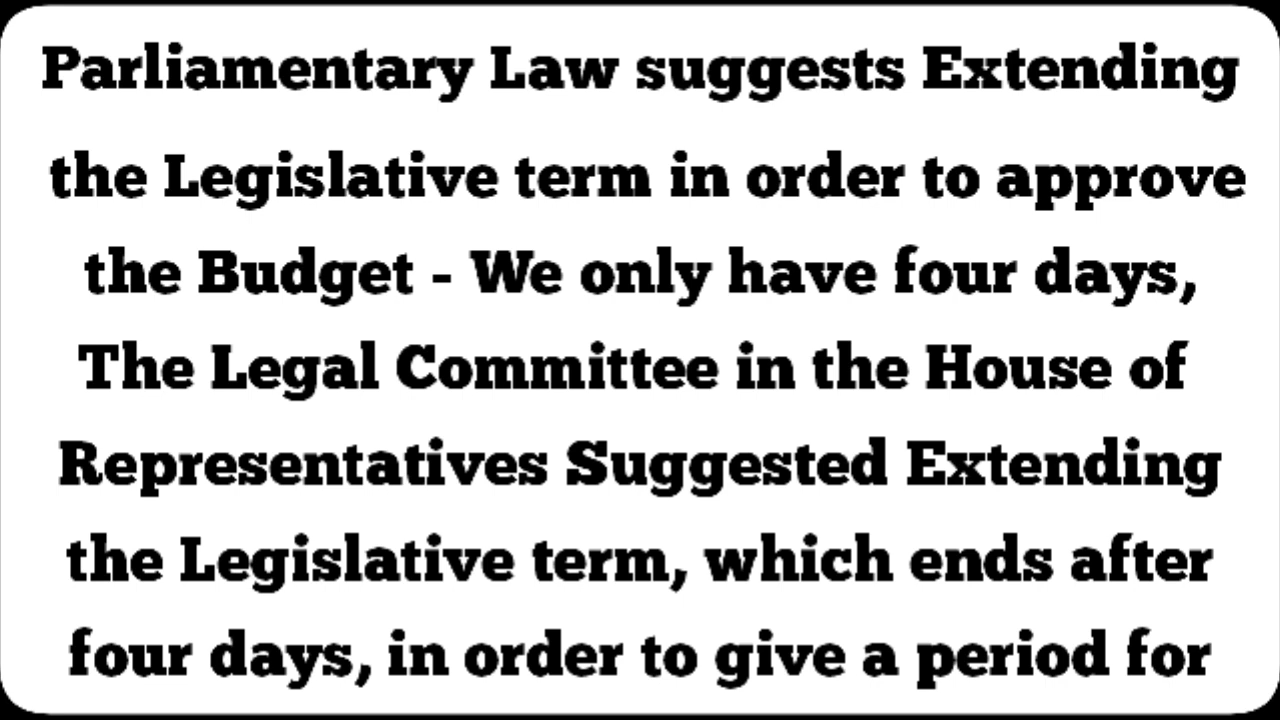 Parliamentary Law suggests Extending
the Legislative term in order to approve
the Budget - We only have four days,
The Legal Committee in the House of
Representatives Suggested Extending
the Legislative term, which ends after
four days, in order to give a period for